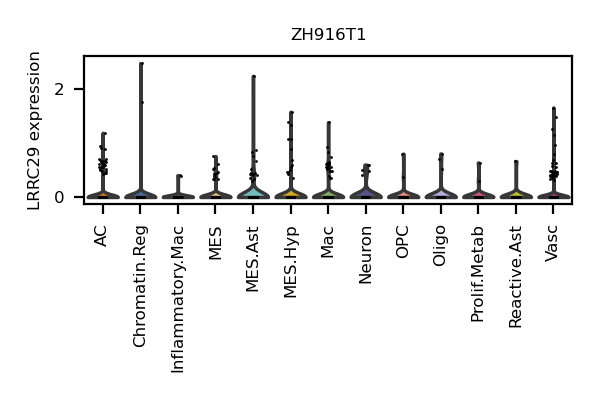 ZH916T1
LRRC29 expression
2
0
AC
Chromatin.Reg
Inflammatory.Mac
MES
MES.Ast
MES.Hyp
Mac
Neuron
OPC
Oligo
Prolif.Metab
Reactive.Ast
Vasc